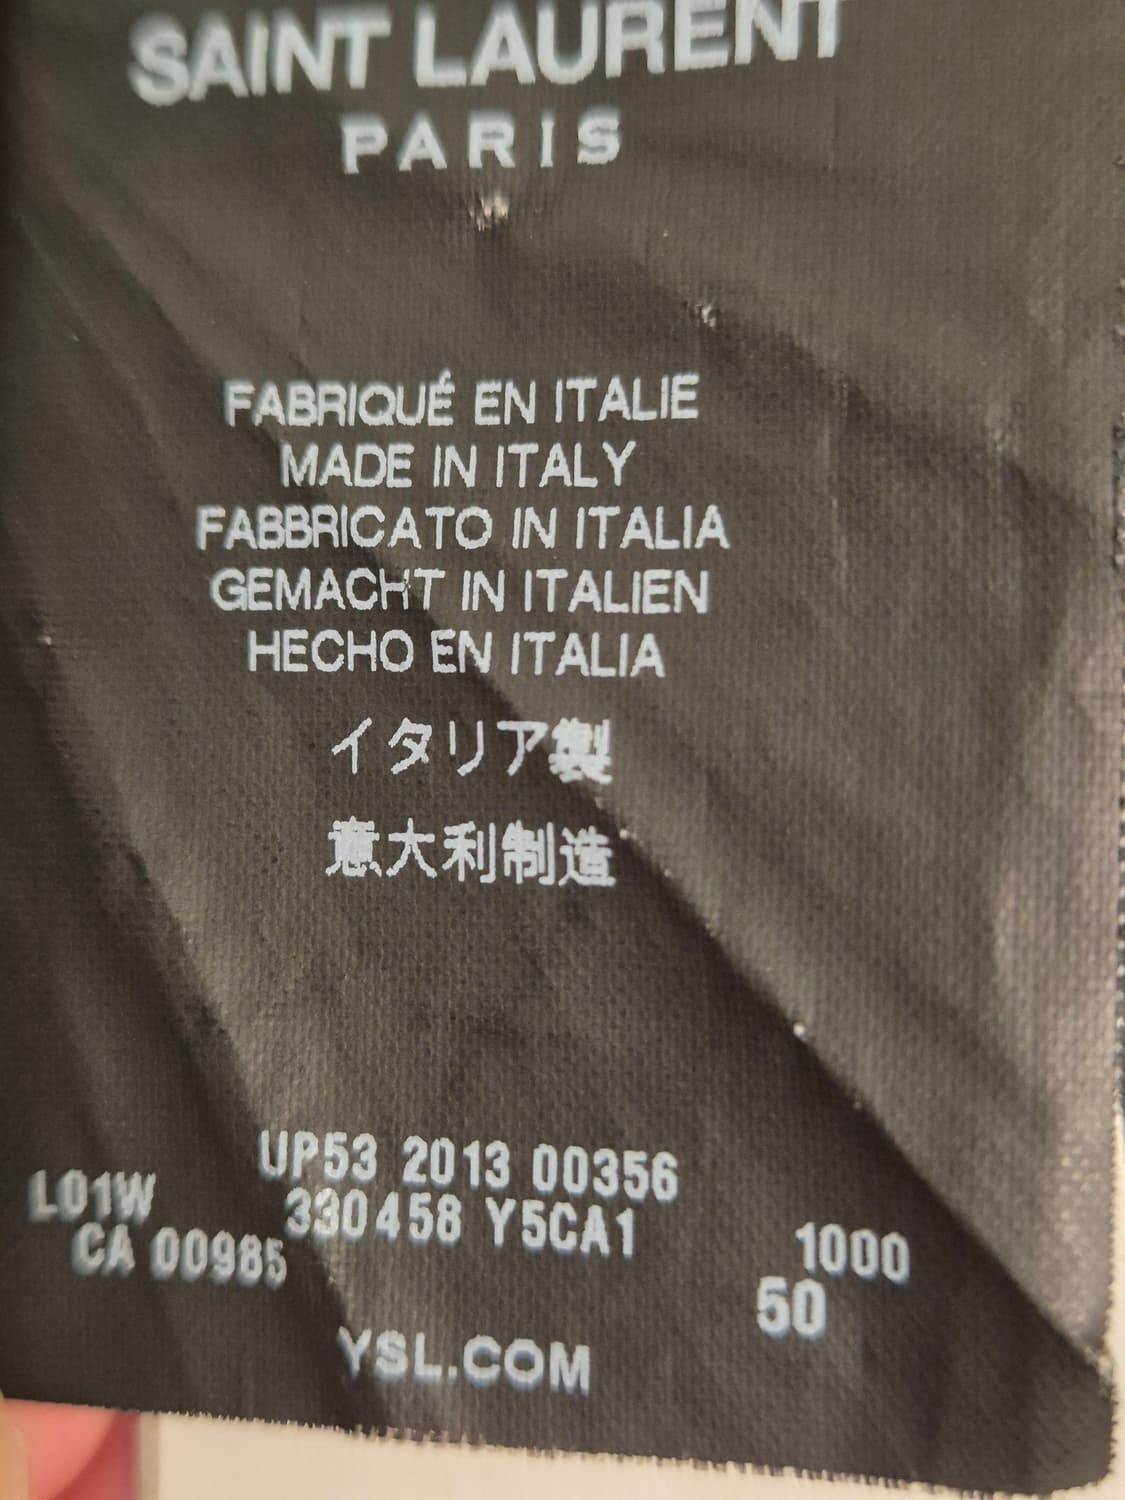 SAINT LAURENT
PARIS
FABRIQUÉ EN ITALIE
MADE IN ITALY
FABBRICATO IN ITALIA
GEMACHT IN ITALIEN
HECHO EN ITALIA
イタリア製
意大利制造
UP53 2013 00356
L01W 330458 Y5CA1 1000
CA 00985 50
YSL.COM